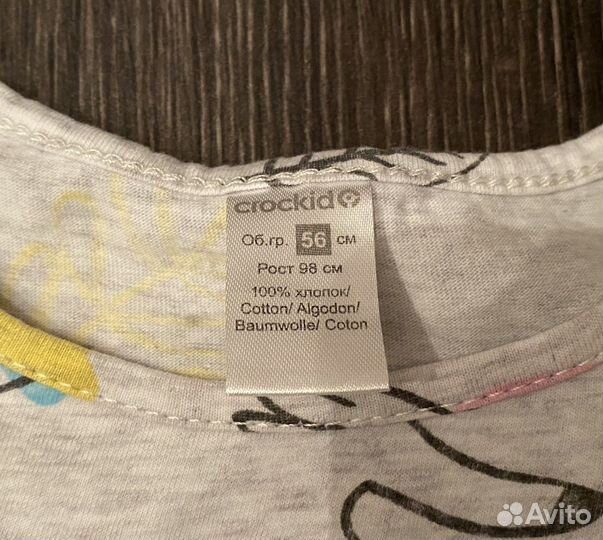 crockid
Об.гр. 56 см
Рост 98 см
100% хлопок/
Cotton/ Algodon/
Baumwolle/ Coton
Avito